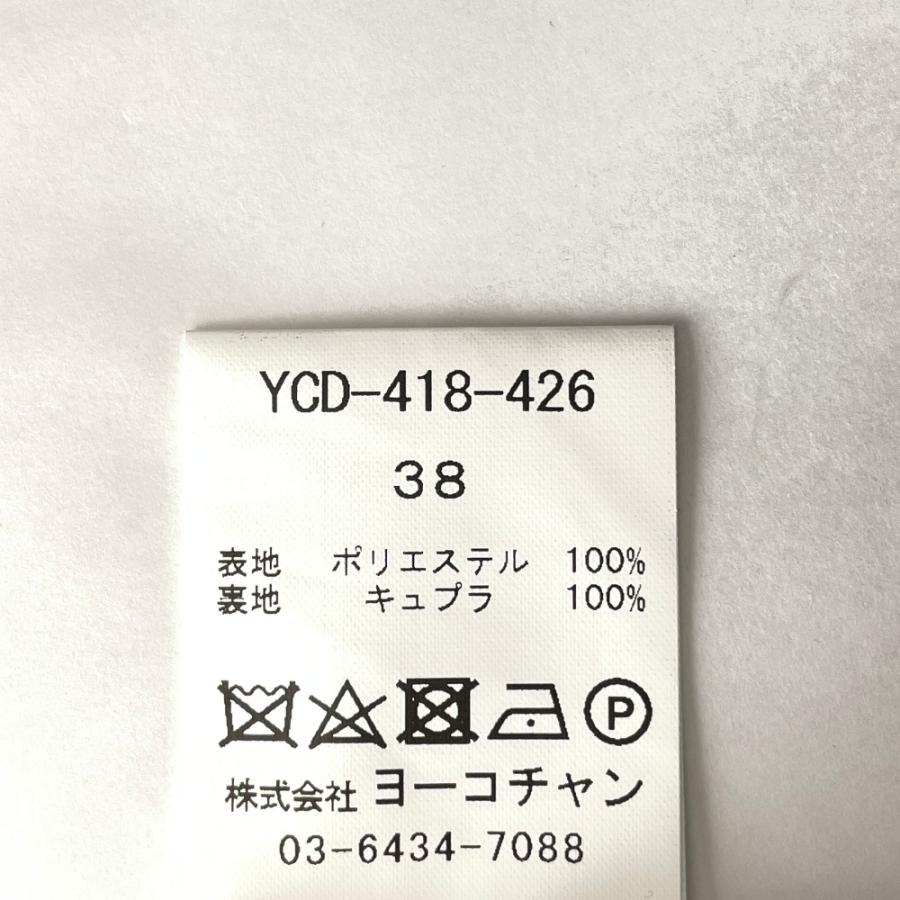 YCD-418-426
38
表地 ポリエステル 100%
裏地 キュプラ 100%
P
株式会社 ヨーコチャン
03-6434-7088